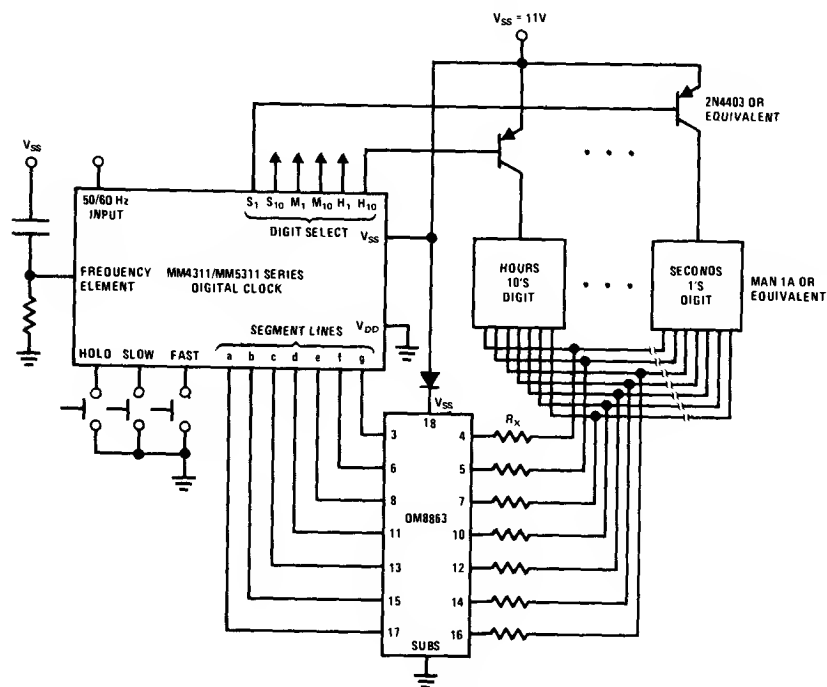 VSS = 11V
2N4403 OR
EQUIVALENT
VSS
50/60 Hz
INPUT
S1 S10 M1 M10 H1 H10
DIGIT SELECT
VSS
FREQUENCY
ELEMENT
MM4311/MM5311 SERIES
DIGITAL CLOCK
HOURS
10'S
DIGIT
SECONDS
1'S
DIGIT
MAN 1A OR
EQUIVALENT
VDD
SEGMENT LINES
HOLD SLOW FAST
a b c d e f g
VSS
18
RX
3 4
6 5
8 7
DM8863
11 10
13 12
15 14
17 16
SUBS